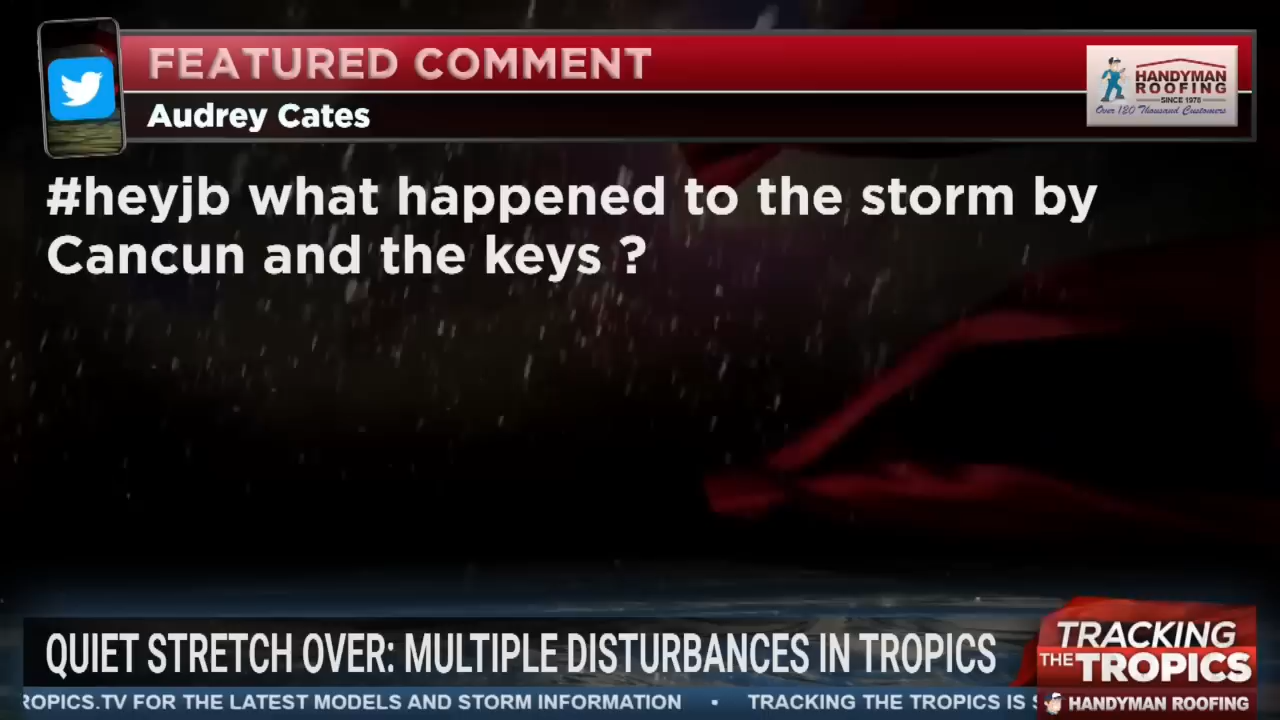 FEATURED COMMENT
Audrey Cates
HANDYMAN
ROOFING
SINCE 1978
Over 120 Thousand Customers
#heyjb what happened to the storm by
Cancun and the keys ?
QUIET STRETCH OVER: MULTIPLE DISTURBANCES IN TROPICS
TRACKING
THE TROPICS
ROPICS.TV FOR THE LATEST MODELS AND STORM INFORMATION • TRACKING THE TROPICS IS S
HANDYMAN ROOFING